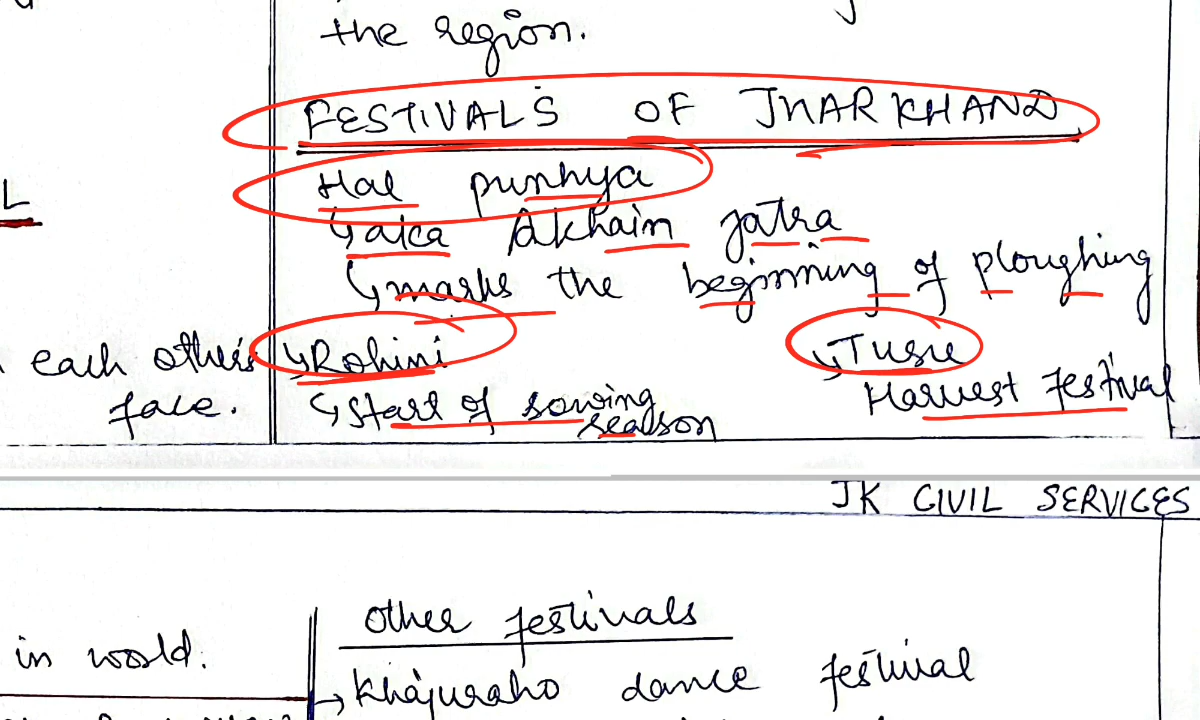 the region.
FESTIVALS OF JHARKHAND
Hal punhya
↳ aka Akhain jatra
↳ marks the beginning of ploughing
↳ Rohini
↳ start of sowing season
↳ Tusu
Harvest festival
L
each other's
face.
JK CIVIL SERVICES
other festivals
→ Khajuraho dance festival
in world.